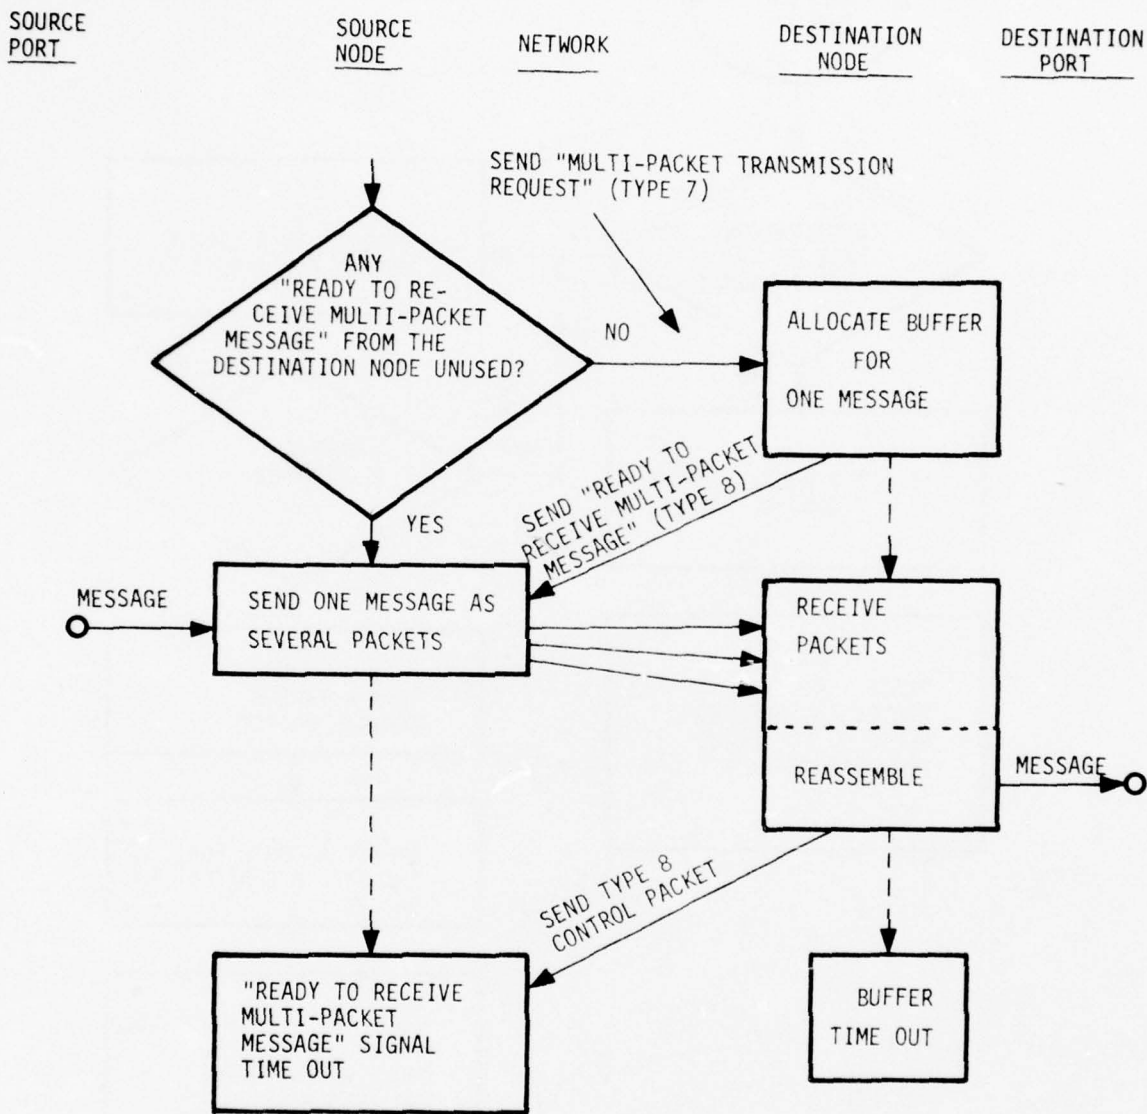 SOURCE
PORT
SOURCE
NODE
NETWORK
DESTINATION
NODE
DESTINATION
PORT
SEND "MULTI-PACKET TRANSMISSION
REQUEST" (TYPE 7)
ANY
"READY TO RE-
CEIVE MULTI-PACKET
MESSAGE" FROM THE
DESTINATION NODE UNUSED?
NO
ALLOCATE BUFFER
FOR
ONE MESSAGE
YES
SEND "READY TO
RECEIVE MULTI-PACKET
MESSAGE" (TYPE 8)
MESSAGE
SEND ONE MESSAGE AS
SEVERAL PACKETS
RECEIVE
PACKETS
REASSEMBLE
MESSAGE
SEND TYPE 8
CONTROL PACKET
"READY TO RECEIVE
MULTI-PACKET
MESSAGE" SIGNAL
TIME OUT
BUFFER
TIME OUT